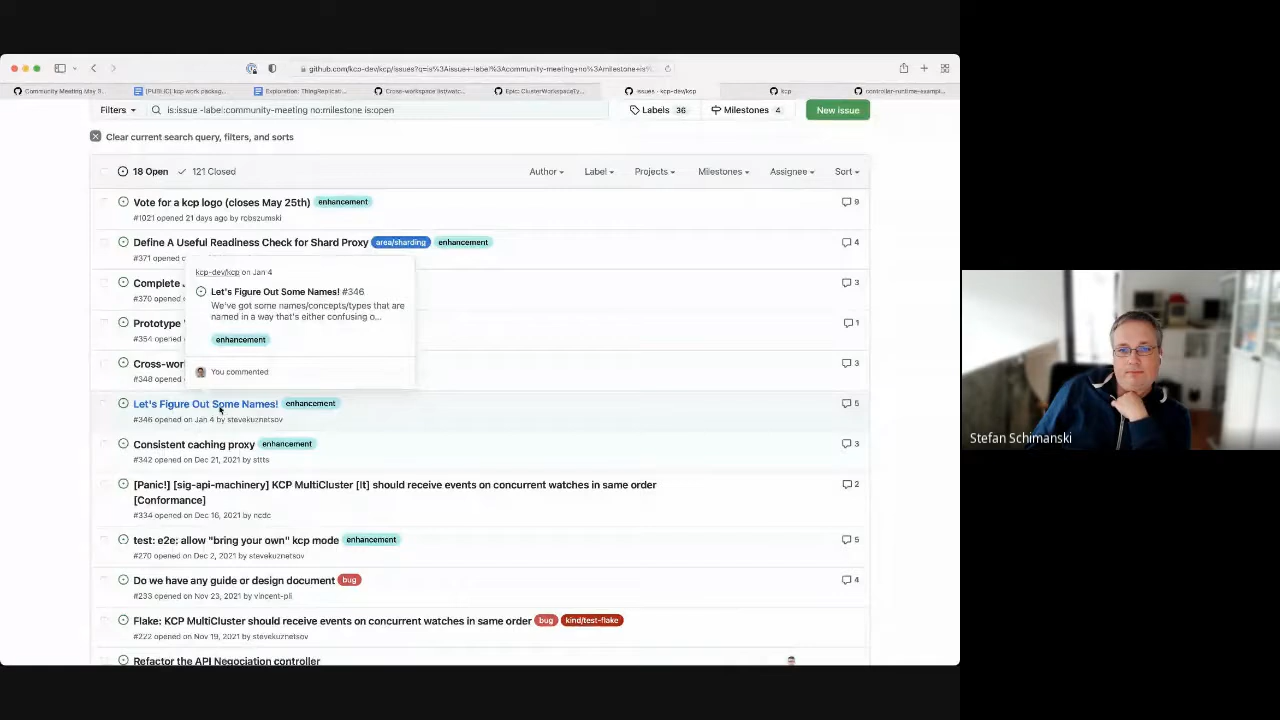 github.com/kcp-dev/kcp/issues?q=is%3Aissue+-label%3Acommunity-meeting+no%3Amilestone+is%
Community Meeting May 3...
[PUBLIC] kcp work packag...
Exploration: ThingReplicati...
Cross-workspace list/watc...
Epic: ClusterWorkspaceTy...
Issues · kcp-dev/kcp
kcp
controller-runtime-exampl...
Filters
is:issue -label:community-meeting no:milestone is:open
Labels 36
Milestones 4
New issue
Clear current search query, filters, and sorts
18 Open
121 Closed
Author
Label
Projects
Milestones
Assignee
Sort
Vote for a kcp logo (closes May 25th) enhancement 9
#1021 opened 21 days ago by robszumski
Define A Useful Readiness Check for Shard Proxy area/sharding enhancement 4
#371 opened
kcp-dev/kcp on Jan 4
Let's Figure Out Some Names! #346
We've got some names/concepts/types that are
named in a way that's either confusing o...
enhancement
You commented
Complete 3
#370 opened
Prototype 1
#354 opened
Cross-wor 3
#348 opened
Let's Figure Out Some Names! enhancement 5
#346 opened on Jan 4 by stevekuznetsov
Consistent caching proxy enhancement 3
#342 opened on Dec 21, 2021 by sttts
[Panic!] [sig-api-machinery] KCP MultiCluster [It] should receive events on concurrent watches in same order 2
[Conformance]
#334 opened on Dec 16, 2021 by ncdc
test: e2e: allow "bring your own" kcp mode enhancement 5
#270 opened on Dec 2, 2021 by stevekuznetsov
Do we have any guide or design document bug 4
#233 opened on Nov 23, 2021 by vincent-pli
Flake: KCP MultiCluster should receive events on concurrent watches in same order bug kind/test-flake
#222 opened on Nov 19, 2021 by stevekuznetsov
Refactor the API Negociation controller
Stefan Schimanski